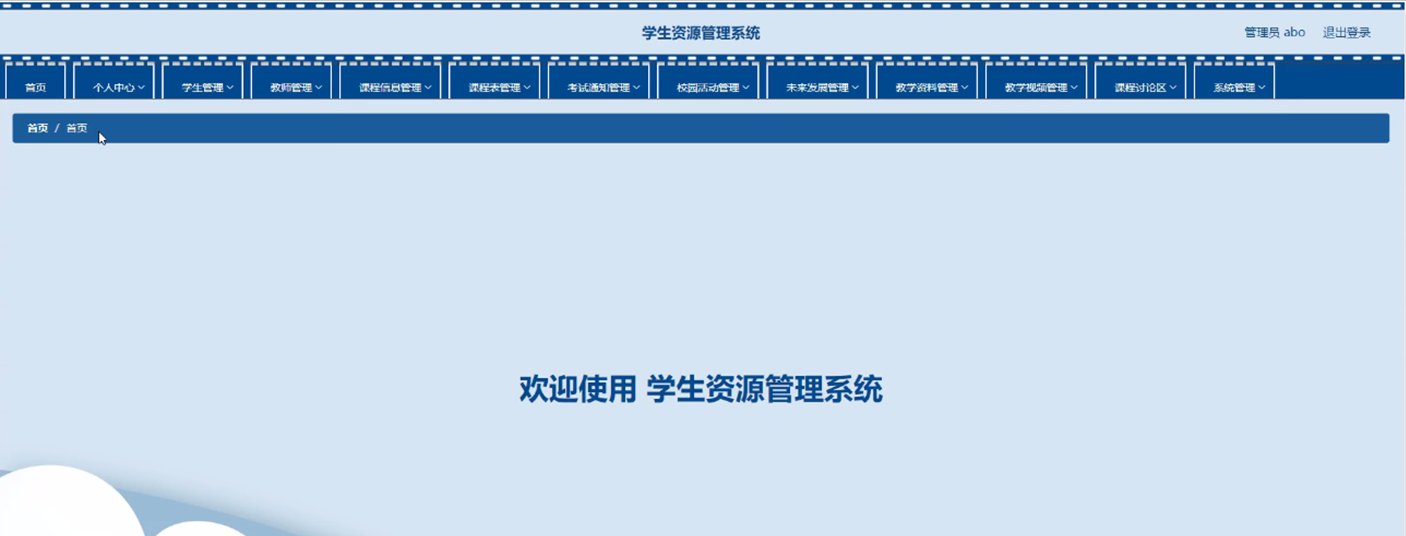 学生资源管理系统
管理员 abo 退出登录
首页 个人中心 学生管理 教师管理 课程信息管理 课程表管理 考试通知管理 校园活动管理 未来发展管理 教学资料管理 教学视频管理 课程讨论区 系统管理
首页 / 首页
欢迎使用 学生资源管理系统